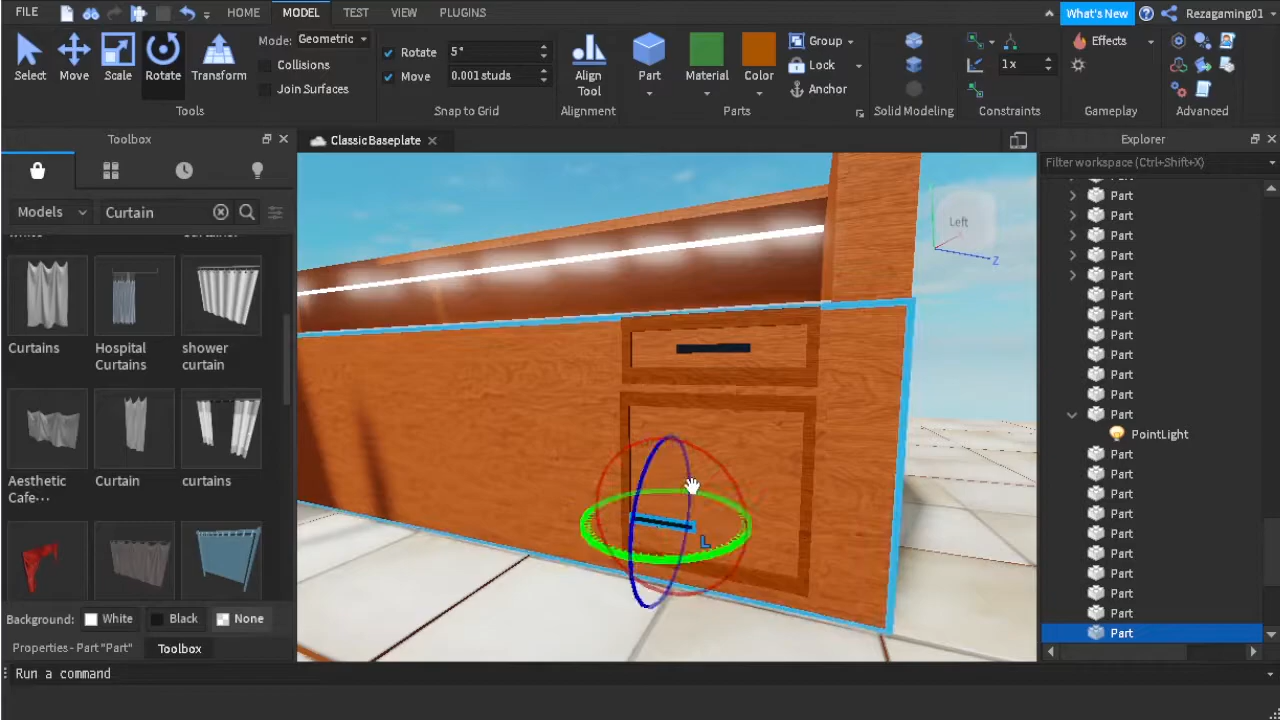 FILE
HOME
MODEL
TEST
VIEW
PLUGINS
What's New
Rezagaming01
Select
Move
Scale
Rotate
Transform
Tools
Mode: Geometric
Collisions
Join Surfaces
Rotate 5°
Move 0.001 studs
Snap to Grid
Align Tool
Alignment
Part
Material
Color
Group
Lock
Anchor
Parts
Solid Modeling
1 x
Constraints
Effects
Gameplay
Advanced
Toolbox
ClassicBaseplate
Explorer
Models
Curtain
Filter workspace (Ctrl+Shift+X)
Curtains
Hospital Curtains
shower curtain
Aesthetic Cafe---
Curtain
curtains
Background:
White
Black
None
Properties - Part "Part"
Toolbox
Run a command
Left
Z
L
Part
Part
Part
Part
Part
Part
Part
Part
Part
Part
Part
Part
PointLight
Part
Part
Part
Part
Part
Part
Part
Part
Part
Part